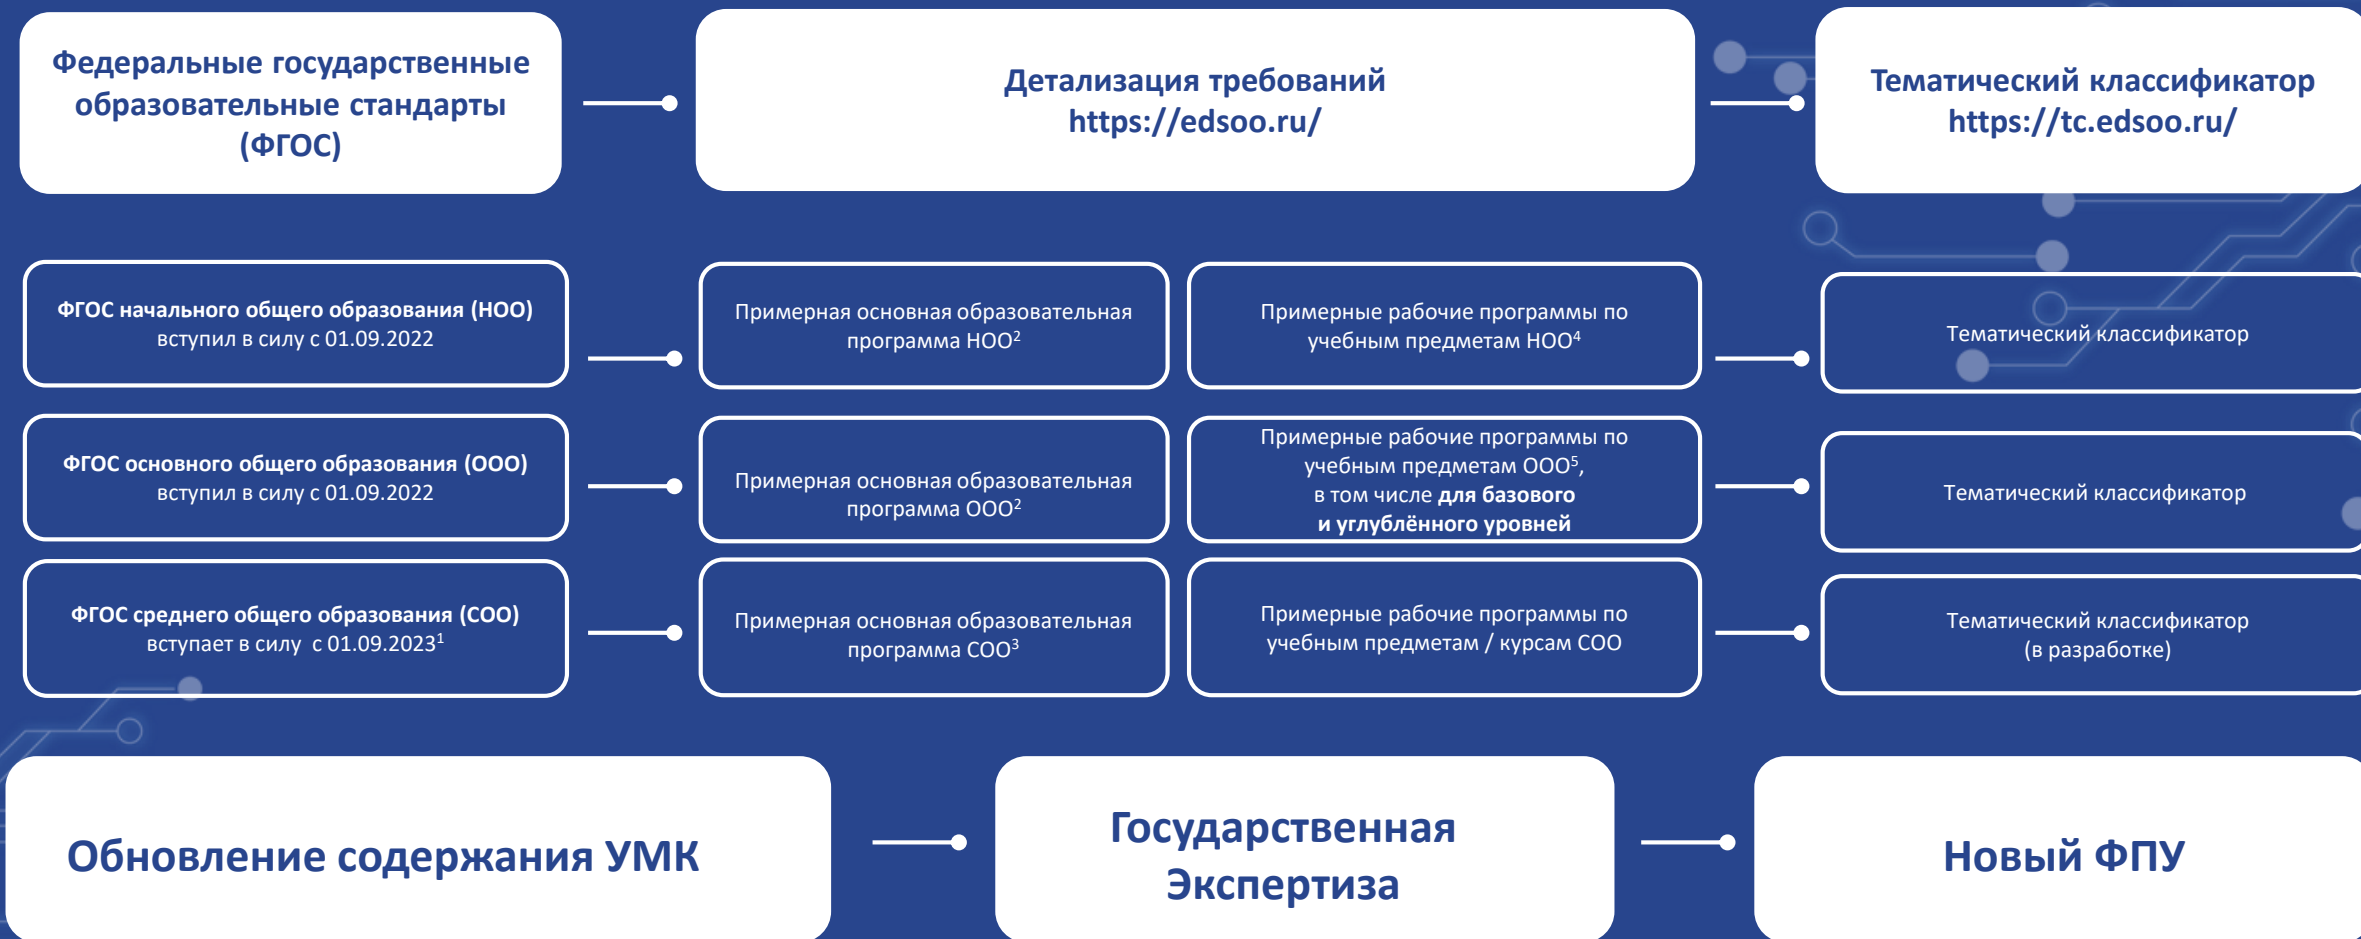 Федеральные государственные
образовательные стандарты
(ФГОС)
Детализация требований
https://edsoo.ru/
Тематический классификатор
https://tc.edsoo.ru/
ФГОС начального общего образования (НОО)
вступил в силу с 01.09.2022
Примерная основная образовательная
программа НОО²
Примерные рабочие программы по
учебным предметам НОО⁴
Тематический классификатор
ФГОС основного общего образования (ООО)
вступил в силу с 01.09.2022
Примерная основная образовательная
программа ООО²
Примерные рабочие программы по
учебным предметам ООО⁵,
в том числе для базового
и углублённого уровней
Тематический классификатор
ФГОС среднего общего образования (СОО)
вступает в силу с 01.09.2023¹
Примерная основная образовательная
программа СОО³
Примерные рабочие программы по
учебным предметам / курсам СОО
Тематический классификатор
(в разработке)
Обновление содержания УМК
Государственная
Экспертиза
Новый ФПУ